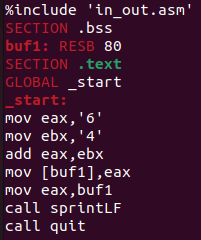 %include 'in_out.asm'
SECTION .bss
buf1: RESB 80
SECTION .text
GLOBAL _start
_start:
mov eax,'6'
mov ebx,'4'
add eax,ebx
mov [buf1],eax
mov eax,buf1
call sprintLF
call quit